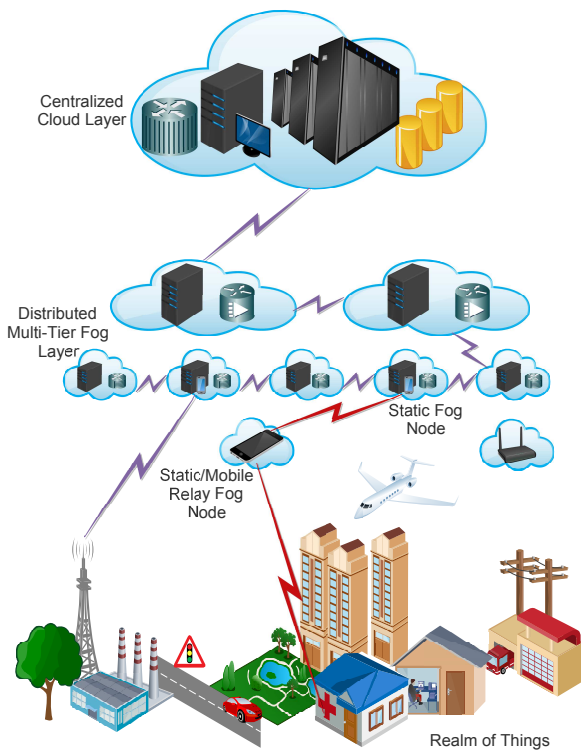 Centralized
Cloud Layer
Distributed
Multi-Tier Fog
Layer
Static Fog
Node
Static/Mobile
Relay Fog
Node
Realm of Things